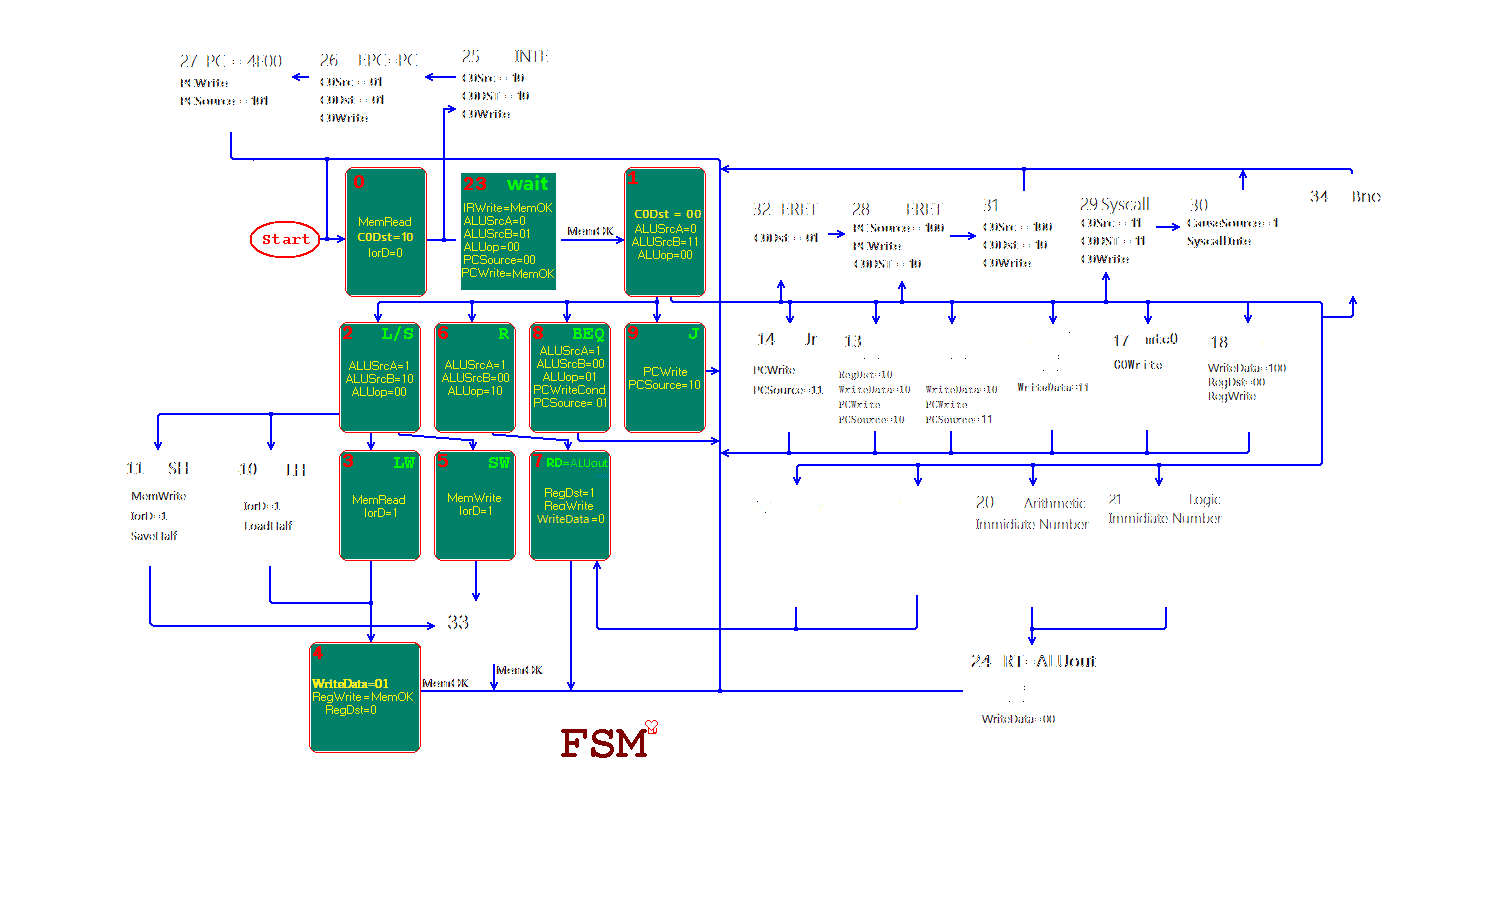 27 PC == 4F00
PCWrite
PCSource==101
26 EPC=PC
C0Src==01
C0Dst==01
C0Write
25 INTE
C0Src==10
C0DST==10
C0Write
0
MemRead
C0Dst=10
IorD=0
Start
23 wait
IRWrite=MemOK
ALUSrcA=0
ALUSrcB=01
ALUop=00
PCSource=00
PCWrite=MemOK
MemOK
1
C0Dst = 00
ALUSrcA=0
ALUSrcB=11
ALUop=00
32 ERET
C0Dst==01
28 ERET
PCSource==100
PCWrite
C0DST==10
31
C0Src==100
C0Dst==10
C0Write
29 Syscall
C0Src==11
C0DST==11
C0Write
30
CauseSource==1
34 Bne
2 L/S
ALUSrcA=1
ALUSrcB=10
ALUop=00
6 R
ALUSrcA=1
ALUSrcB=00
ALUop=10
8 BEQ
ALUSrcA=1
ALUSrcB=00
ALUop=01
PCWriteCond
PCSource= 01
9 J
PCWrite
PCSource=10
14 Jr
PCWrite
PCSource=11
13
RegDst=10
WriteData=10
PCWrite
PCSource=10
WriteData=10
PCWrite
PCSource=11
WriteData=11
17
COWrite
18
WriteData=100
RegDst=00
RegWrite
11 SH
MemWrite
IorD=1
SaveHalf
10 LH
IorD=1
LoadHalf
3 LW
MemRead
IorD=1
5 SW
MemWrite
IorD=1
7 RD=ALUout
RegDst=1
RegWrite
WriteData =0
20 Arithmetic
Immidiate Number
21 Logic
Immidiate Number
33
4
WriteData=01
RegWrite =MemOK
RegDst=0
MemOK
MemOK
24 RT=ALUout
WriteData=00
FSM